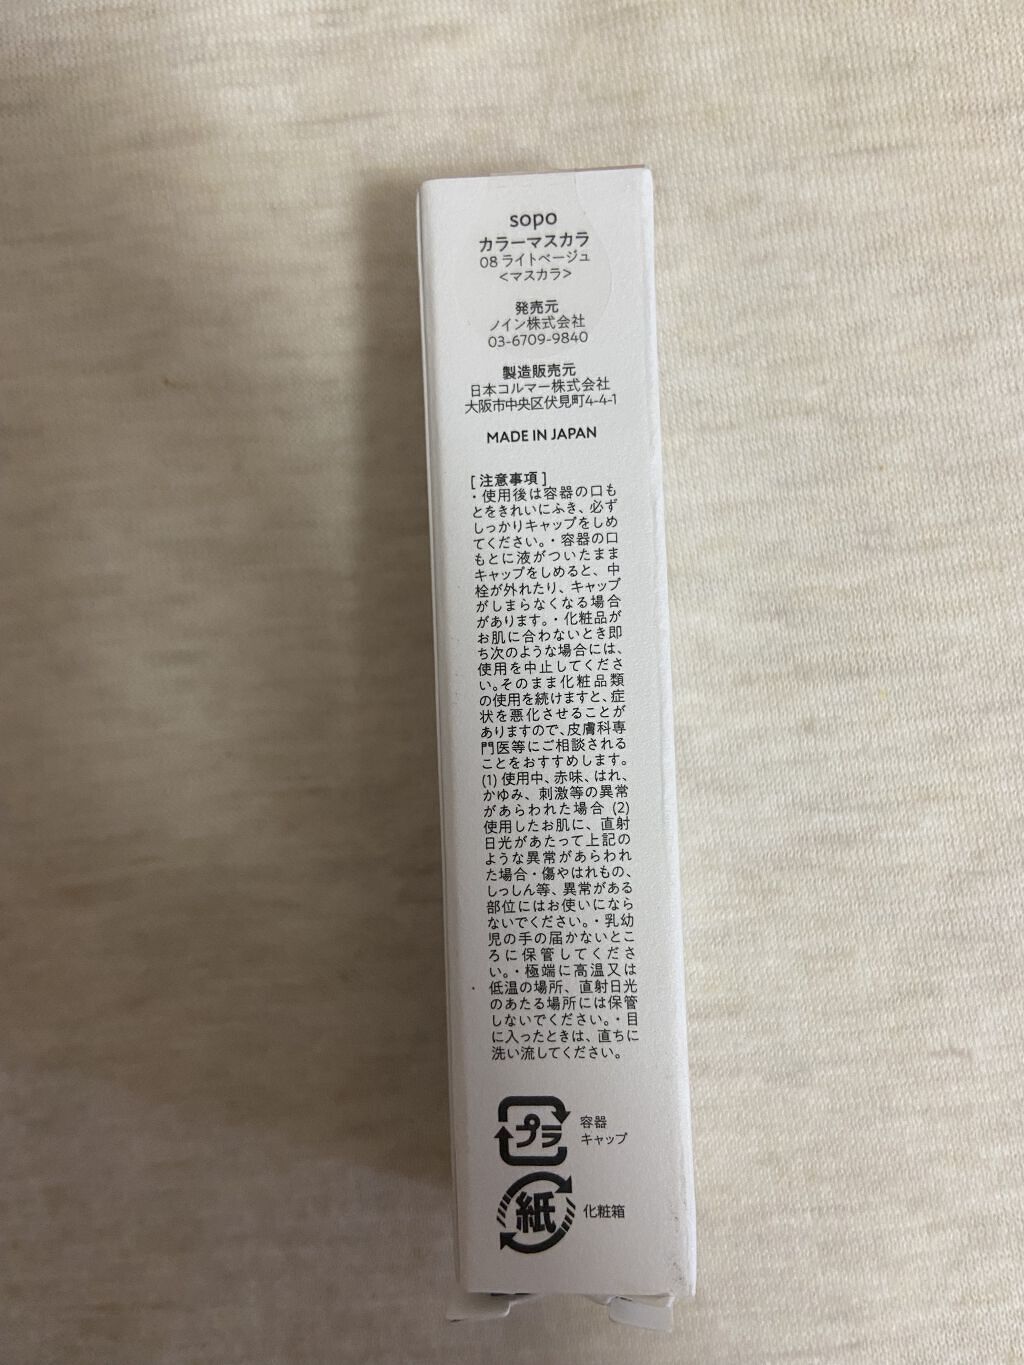 sopo
カラーマスカラ
08 ライトベージュ
<マスカラ>
発売元
ノイン株式会社
03-6709-9840
製造販売元
日本コルマー株式会社
大阪市中央区伏見町4-4-1
MADE IN JAPAN
[ 注意事項 ]
・使用後は容器の口も
とをきれいにふき、必ず
しっかりキャップをしめ
てください。・容器の口
もとに液がついたまま
キャップをしめると、中
栓が外れたり、キャップ
がしまらなくなる場合
があります。・化粧品が
お肌に合わないとき即
ち次のような場合には、
使用を中止してくださ
い。そのまま化粧品類
の使用を続けますと、症
状を悪化させることが
ありますので、皮膚科専
門医等にご相談される
ことをおすすめします。
(1) 使用中、赤味、はれ、
かゆみ、刺激等の異常
があらわれた場合 (2)
使用したお肌に、直射
日光があたって上記の
ような異常があらわれ
た場合・傷やはれもの、
しっしん等、異常がある
部位にはお使いになら
ないでください。・乳幼
児の手の届かないとこ
ろに保管してくださ
い。・極端に高温又は
低温の場所、直射日光
のあたる場所には保管
しないでください。・目
に入ったときは、直ちに
洗い流してください。
プラ
容器
キャップ
紙
化粧箱